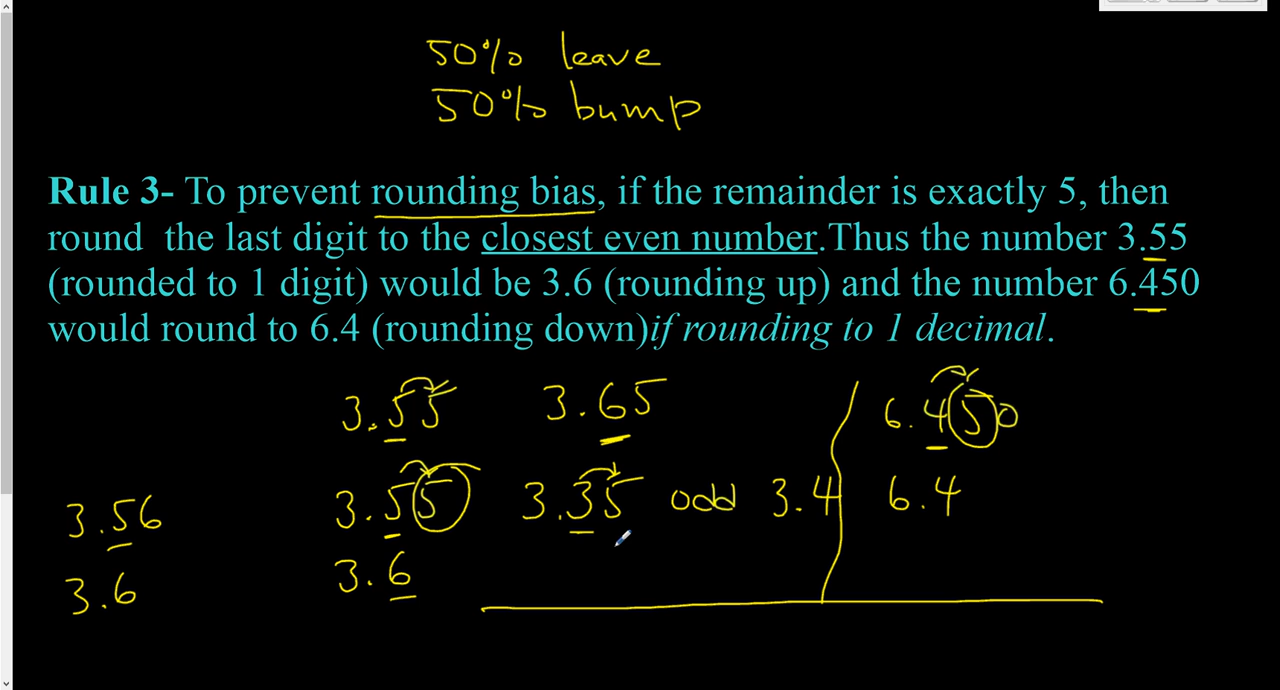 50% leave
50% bump
Rule 3- To prevent rounding bias, if the remainder is exactly 5, then
round the last digit to the closest even number.Thus the number 3.55
(rounded to 1 digit) would be 3.6 (rounding up) and the number 6.450
would round to 6.4 (rounding down)if rounding to 1 decimal.
3.55 3.65 6.450
3.56 3.55 3.35 odd 3.4 6.4
3.6 3.6